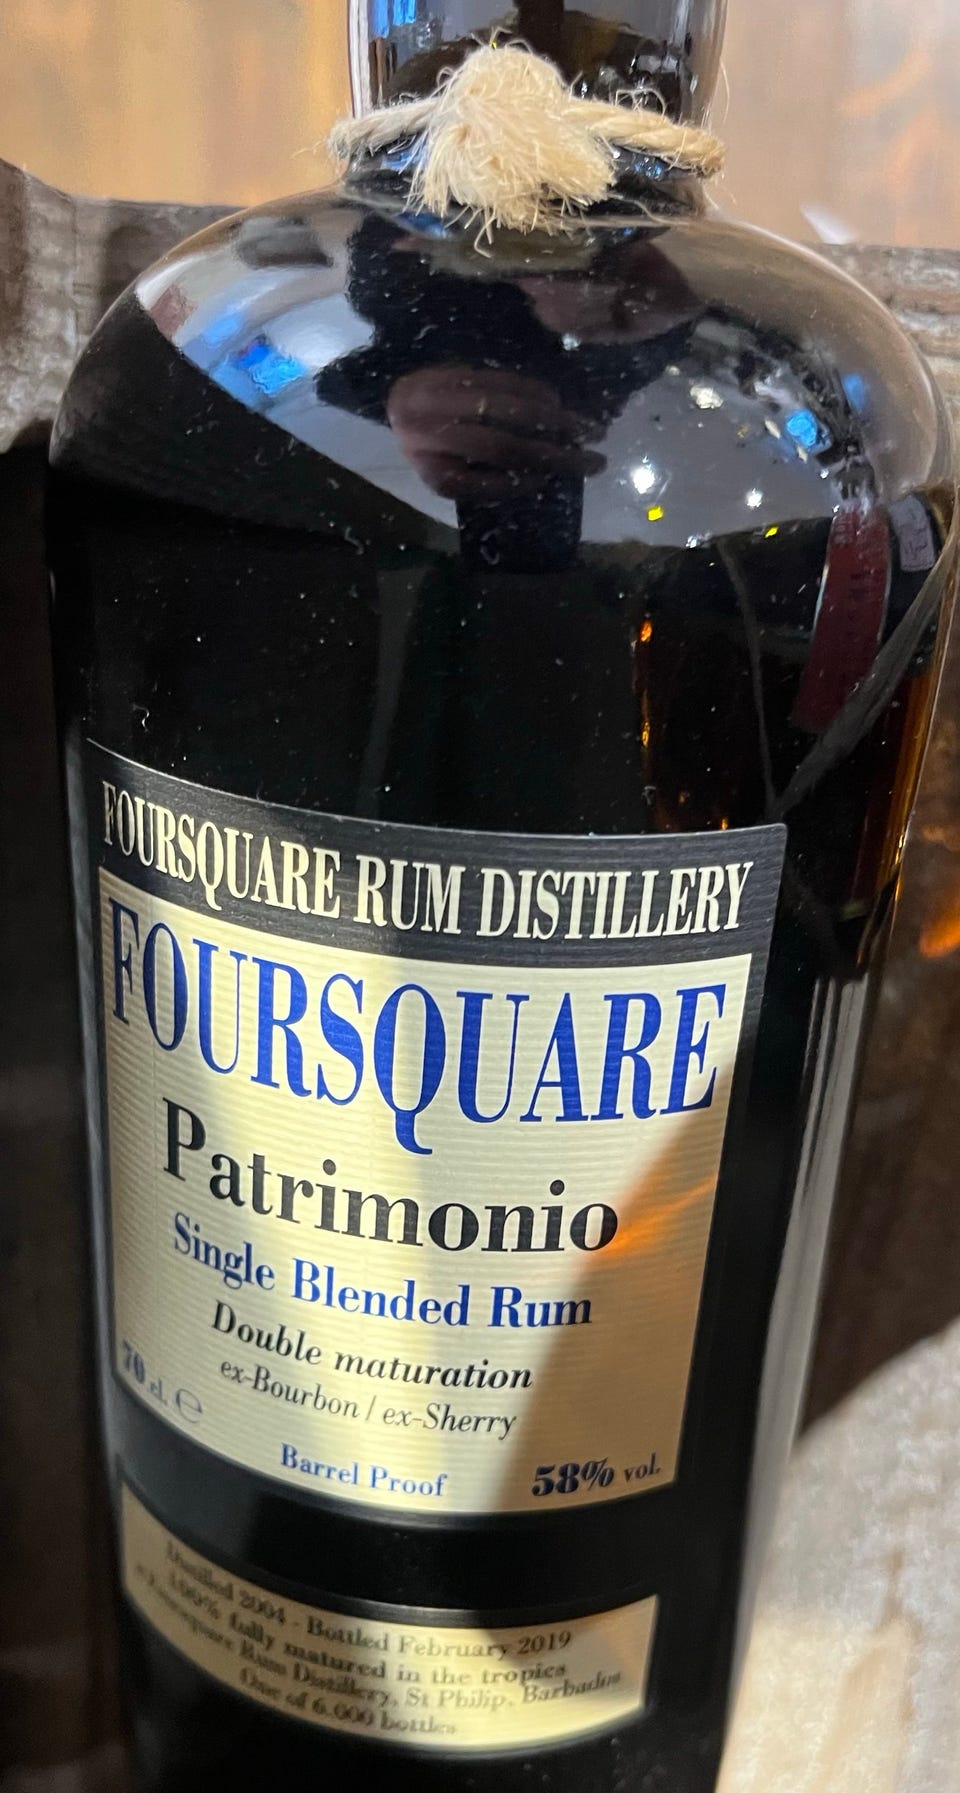 FOURSQUARE RUM DISTILLERY
FOURSQUARE
Patrimonio
Single Blended Rum
Double maturation
ex-Bourbon / ex-Sherry
70 cl. ℮
Barrel Proof
58% vol.
Distilled 2004 - Bottled February 2019
100% fully matured in the tropics
Foursquare Rum Distillery, St Philip, Barbados
One of 6.000 bottles